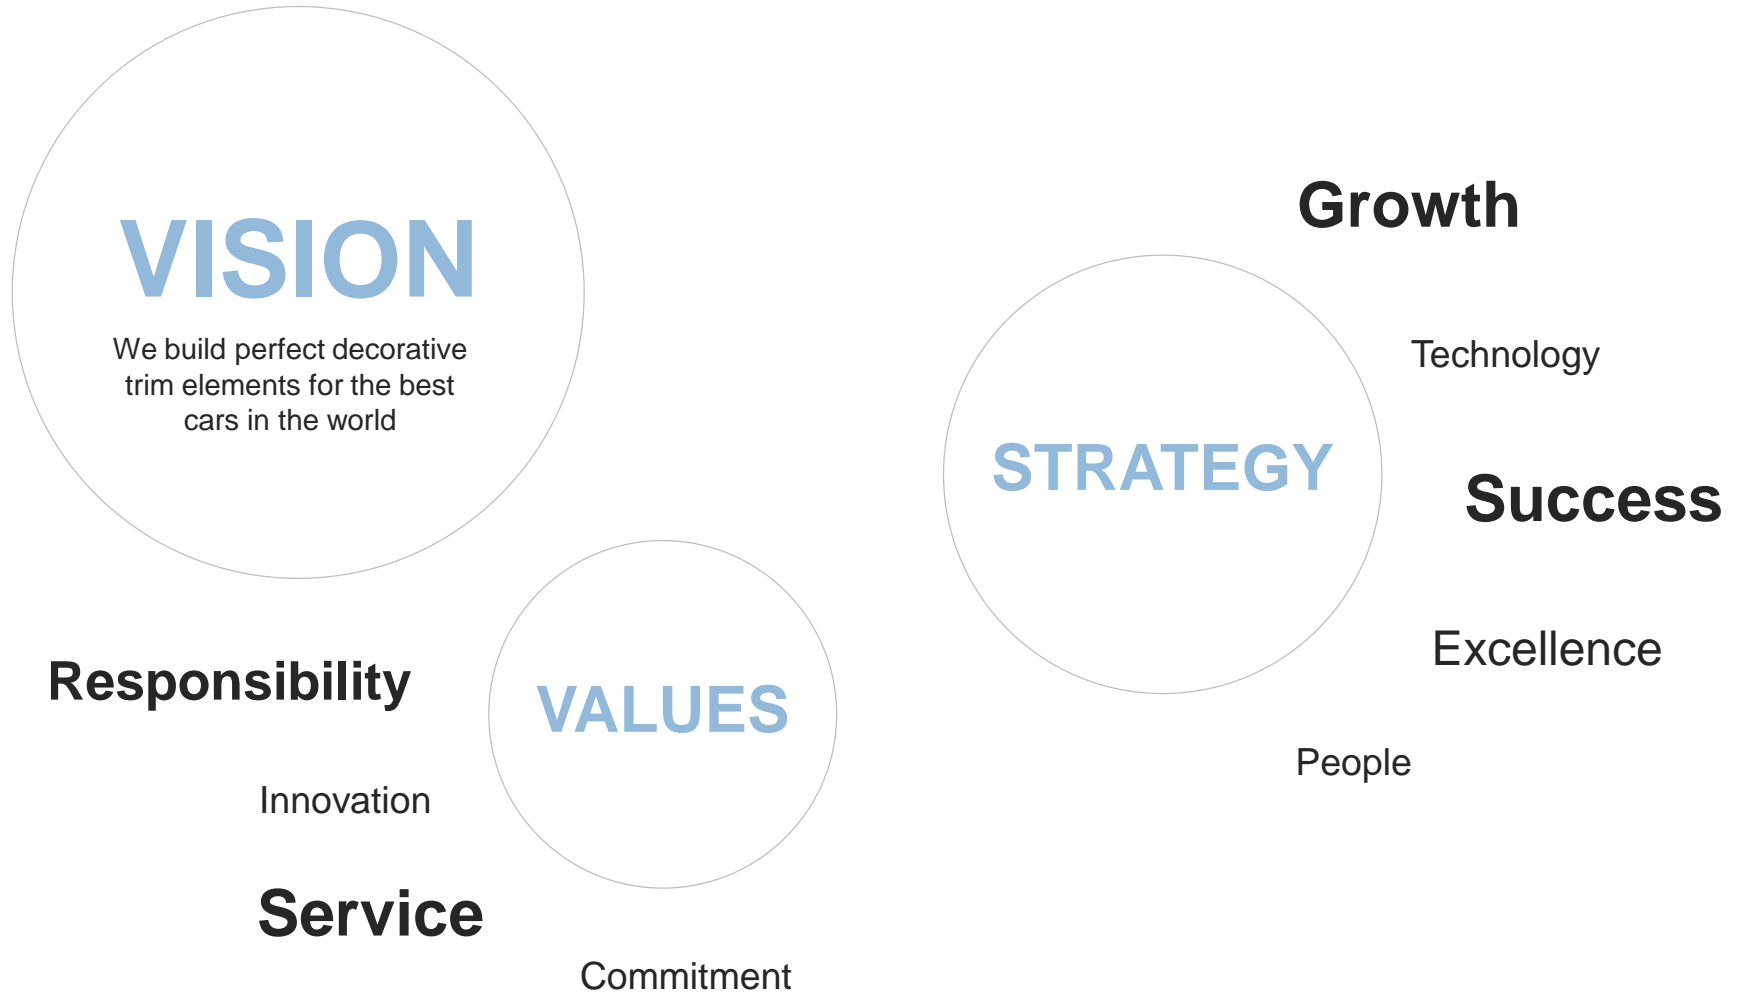 VISION
We build perfect decorative
trim elements for the best
cars in the world
Growth
Technology
STRATEGY
Success
Excellence
People
Responsibility
VALUES
Innovation
Service
Commitment